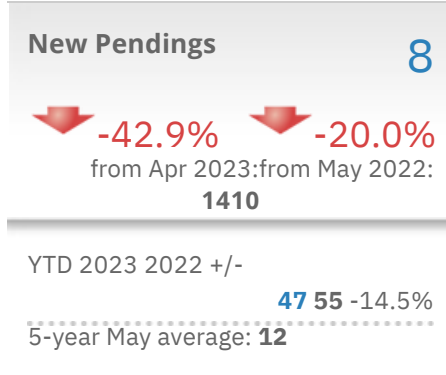 New Pendings
8
-42.9% -20.0%
from Apr 2023:from May 2022:
1410
YTD 2023 2022 +/-
47 55 -14.5%
5-year May average: 12